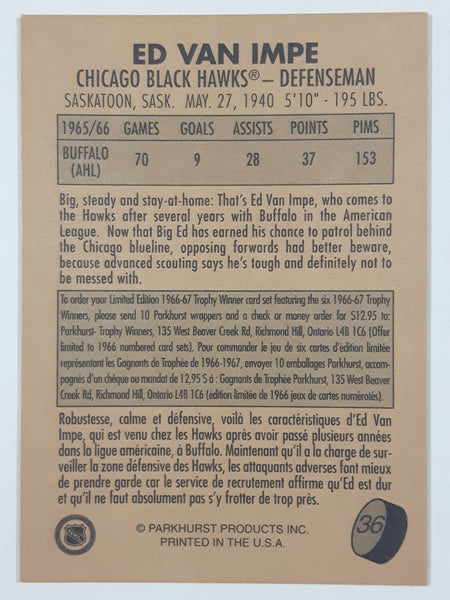 ED VAN IMPE
CHICAGO BLACK HAWKS® – DEFENSEMAN
SASKATOON, SASK. MAY. 27, 1940 5'10" - 195 LBS.
1965/66 GAMES GOALS ASSISTS POINTS PIMS
BUFFALO (AHL) 70 9 28 37 153
Big, steady and stay-at-home: That's Ed Van Impe, who comes
to the Hawks after several years with Buffalo in the American
League. Now that Big Ed has earned his chance to patrol behind
the Chicago blueline, opposing forwards had better beware,
because advanced scouting says he's tough and definitely not to
be messed with.
To order your Limited Edition 1966-67 Trophy Winner card set featuring the six 1966-67 Trophy
Winners, please send 10 Parkhurst wrappers and a check or money order for $12.95 to:
Parkhurst- Trophy Winners, 135 West Beaver Creek Rd, Richmond Hill, Ontario L4B 1C6 (Offer
limited to 1966 numbered card sets). Pour commander le jeu de six cartes d'édition limitée
représentant les Gagnants de Trophée de 1966-1967, envoyer 10 emballages Parkhurst, accom-
pagnés d'un chèque ou mandat de 12,95 $ à : Gagnants de Trophée Parkhurst, 135 West Beaver
Creek Rd, Richmond Hill, Ontario L4B 1C6 (édition limitée de 1966 jeux de cartes numérotés).
Robustesse, calme et défensive, voilà les caractéristiques d'Ed Van
Impe, qui est venu chez les Hawks après avoir passé plusieurs années
dans la ligue américaine, à Buffalo. Maintenant qu'il a la charge de sur-
veiller la zone défensive des Hawks, les attaquants adverses font mieux
de prendre garde car le service de recrutement affirme qu'Ed est dur
et qu'il ne faut absolument pas s'y frotter de trop près.
NHL
© PARKHURST PRODUCTS INC.
PRINTED IN THE U.S.A.
36